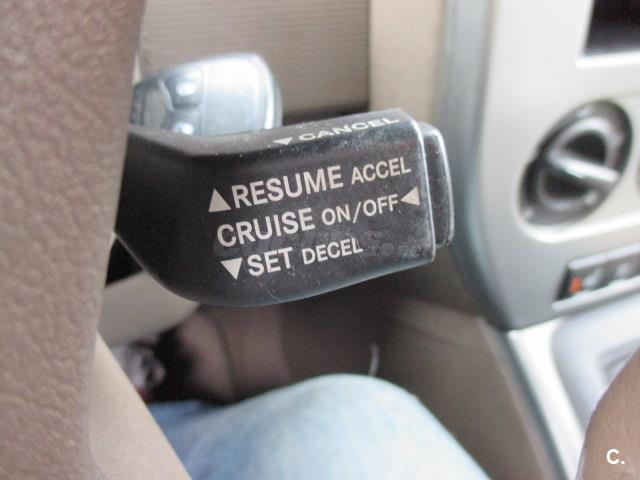 ▼ CANCEL
▲RESUME ACCEL
CRUISE ON/OFF◀
▼SET DECEL
C.